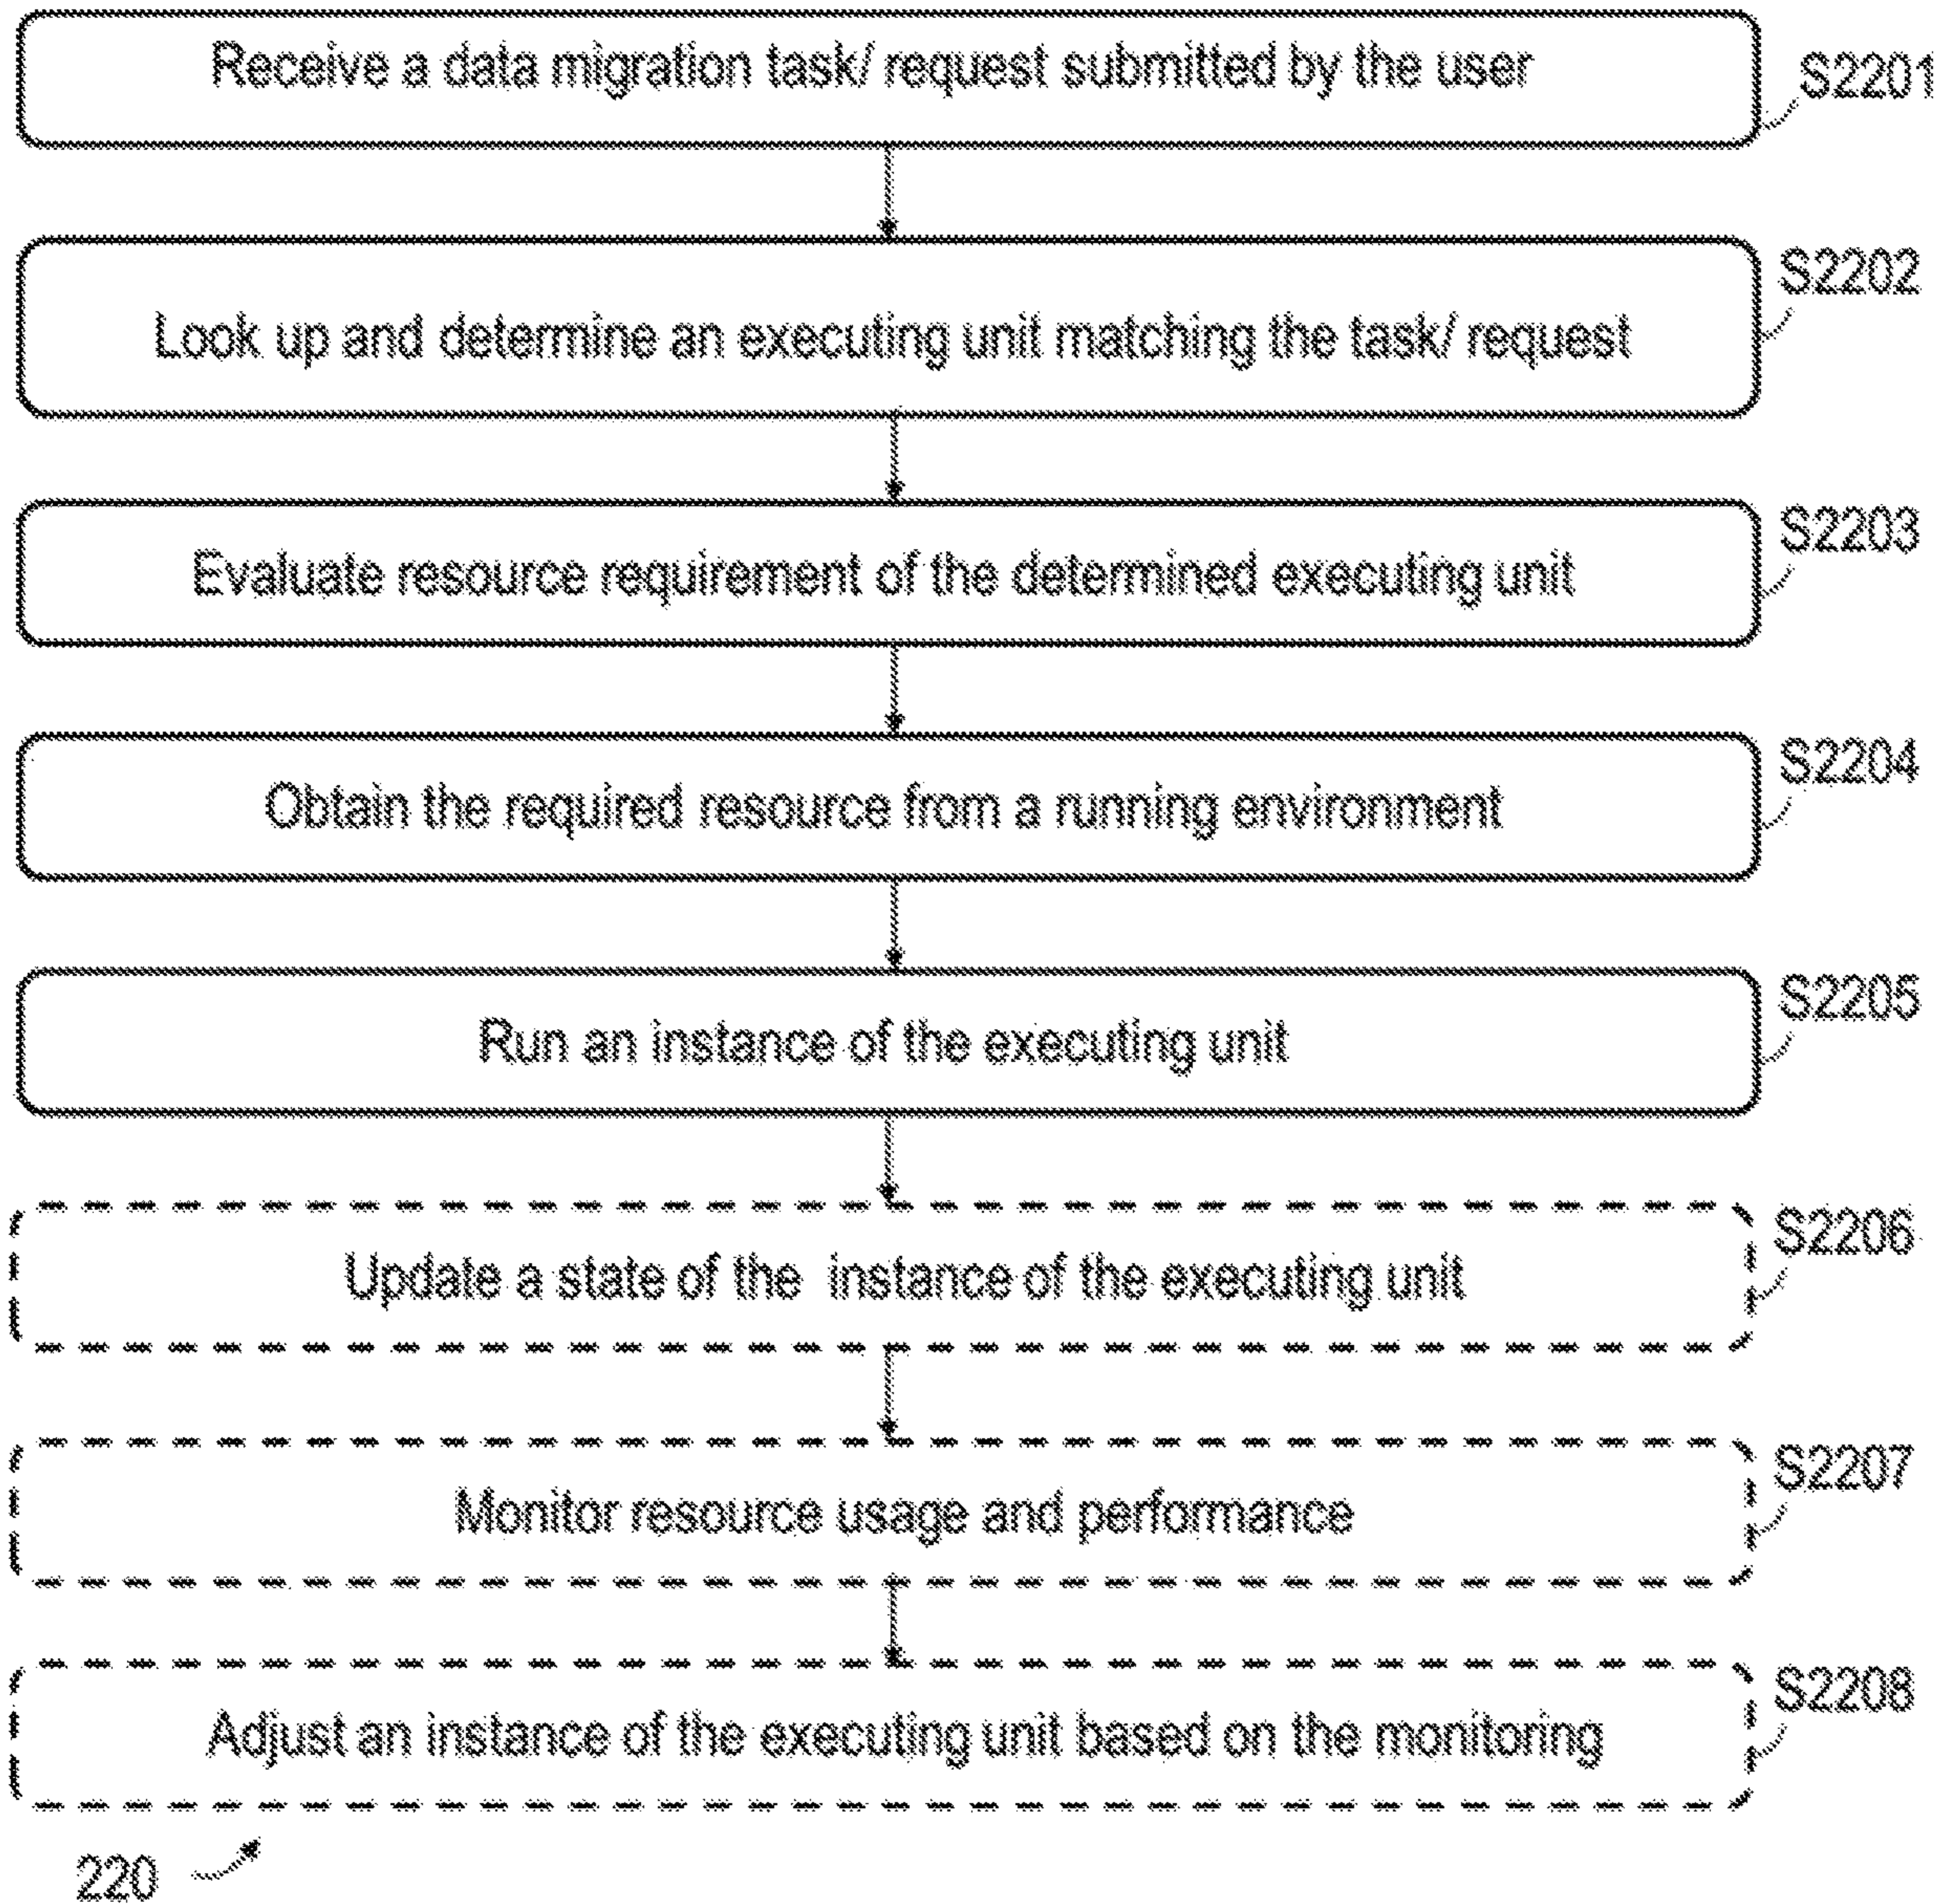 Receive a data migration task/ request submitted by the user
S2201
S2202
Look up and determine an executing unit matching the task/ request
S2203
Evaluate resource requirement of the determined executing unit
S2204
Obtain the required resource from a running environment
S2205
Run an instance of the executing unit
S2206
Update a state of the instance of the executing unit
S2207
Monitor resource usage and performance
S2208
Adjust an instance of the executing unit based on the monitoring
220